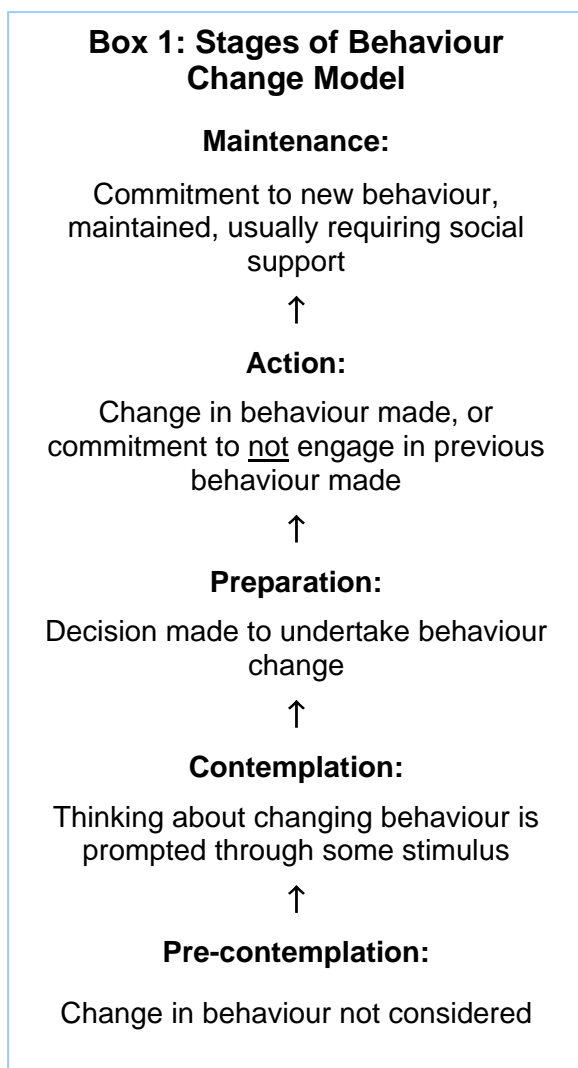 Box 1: Stages of Behaviour
Change Model
Maintenance:
Commitment to new behaviour,
maintained, usually requiring social
support
↑
Action:
Change in behaviour made, or
commitment to not engage in previous
behaviour made
↑
Preparation:
Decision made to undertake behaviour
change
↑
Contemplation:
Thinking about changing behaviour is
prompted through some stimulus
↑
Pre-contemplation:
Change in behaviour not considered